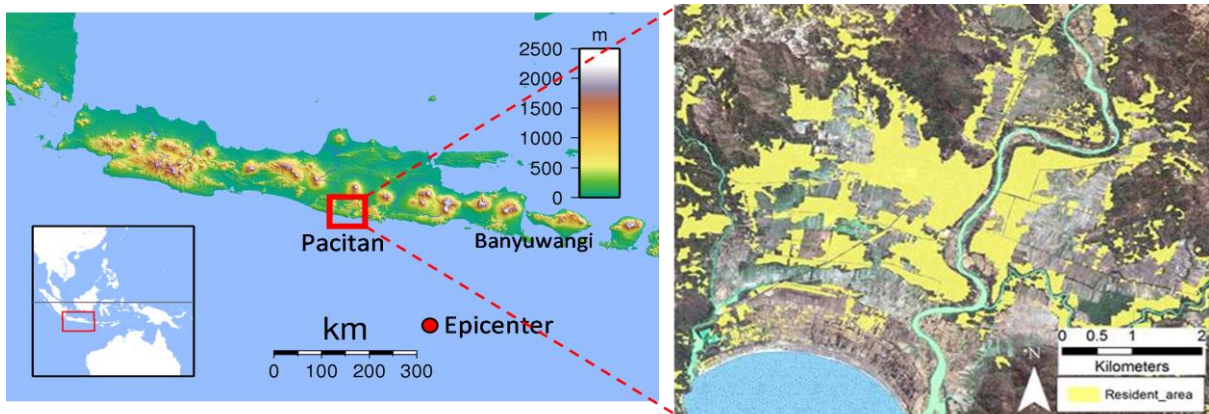 m
2500
2000
1500
1000
500
0
Pacitan
Banyuwangi
km
Epicenter
0 100 200 300
0 0.5 1 2
Kilometers
N
Resident_area